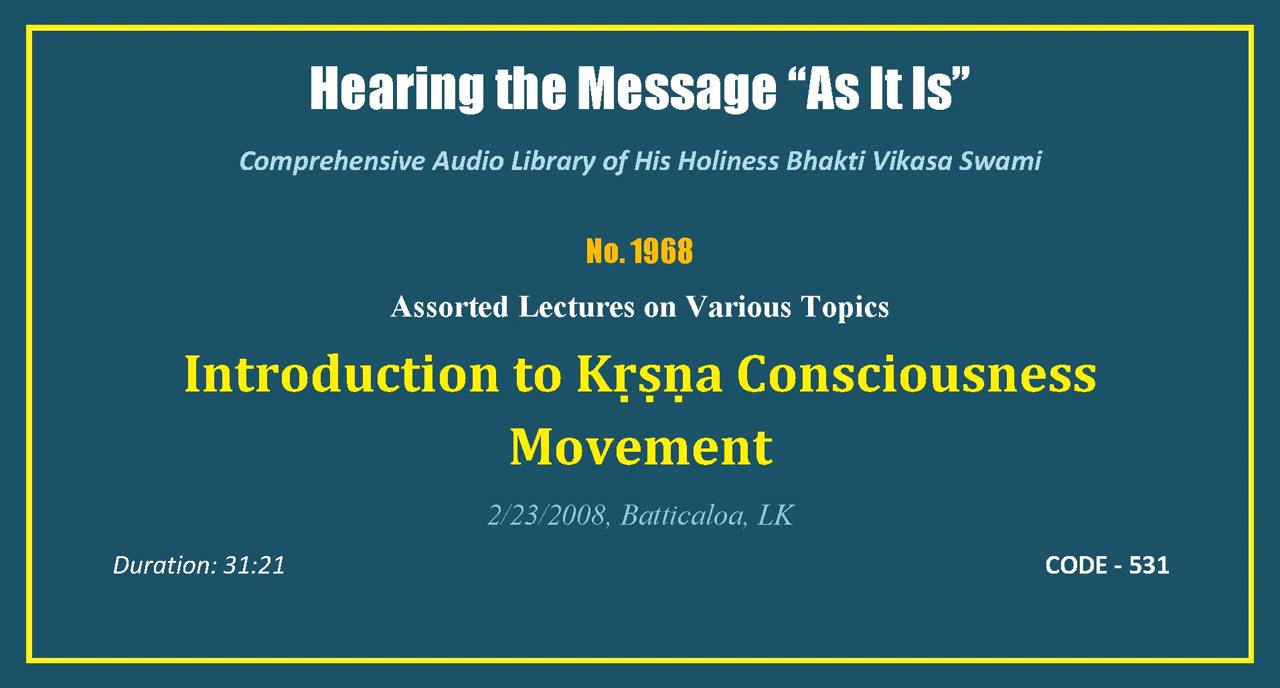 Hearing the Message “As It Is”
Comprehensive Audio Library of His Holiness Bhakti Vikasa Swami
No. 1968
Assorted Lectures on Various Topics
Introduction to Kṛṣṇa Consciousness
Movement
2/23/2008, Batticaloa, LK
Duration: 31:21
CODE - 531